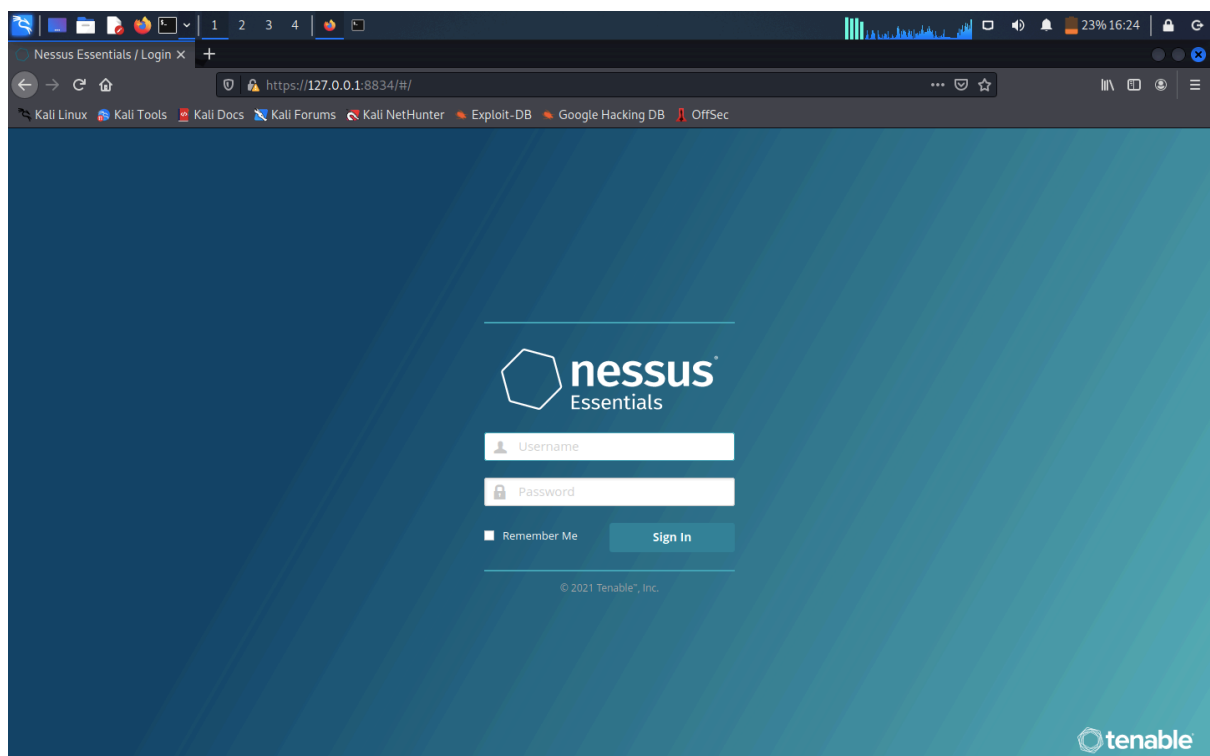 1 2 3 4 23% 16:24
Nessus Essentials / Login
https://127.0.0.1:8834/#/
Kali Linux Kali Tools Kali Docs Kali Forums Kali NetHunter Exploit-DB Google Hacking DB OffSec
nessus
Essentials
Username
Password
Remember Me Sign In
© 2021 Tenable™, Inc.
tenable